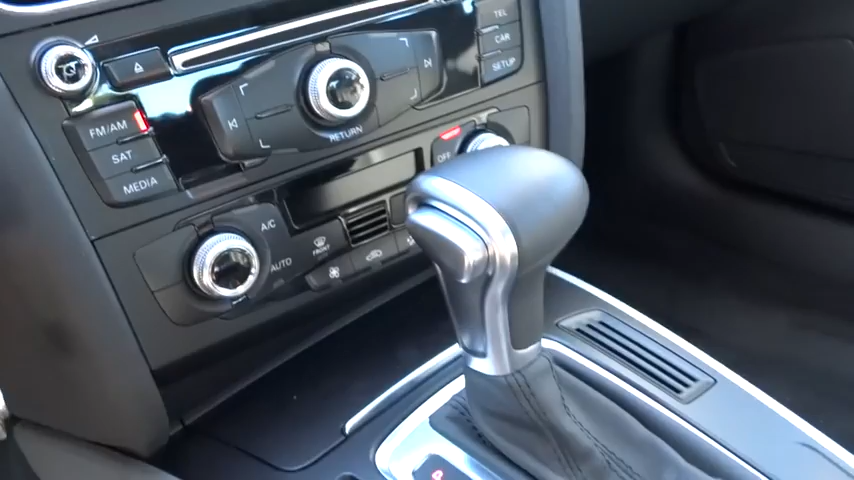 TEL
CAR
SETUP
FM/AM
SAT
MEDIA
RETURN
OFF
A/C
AUTO
FRONT